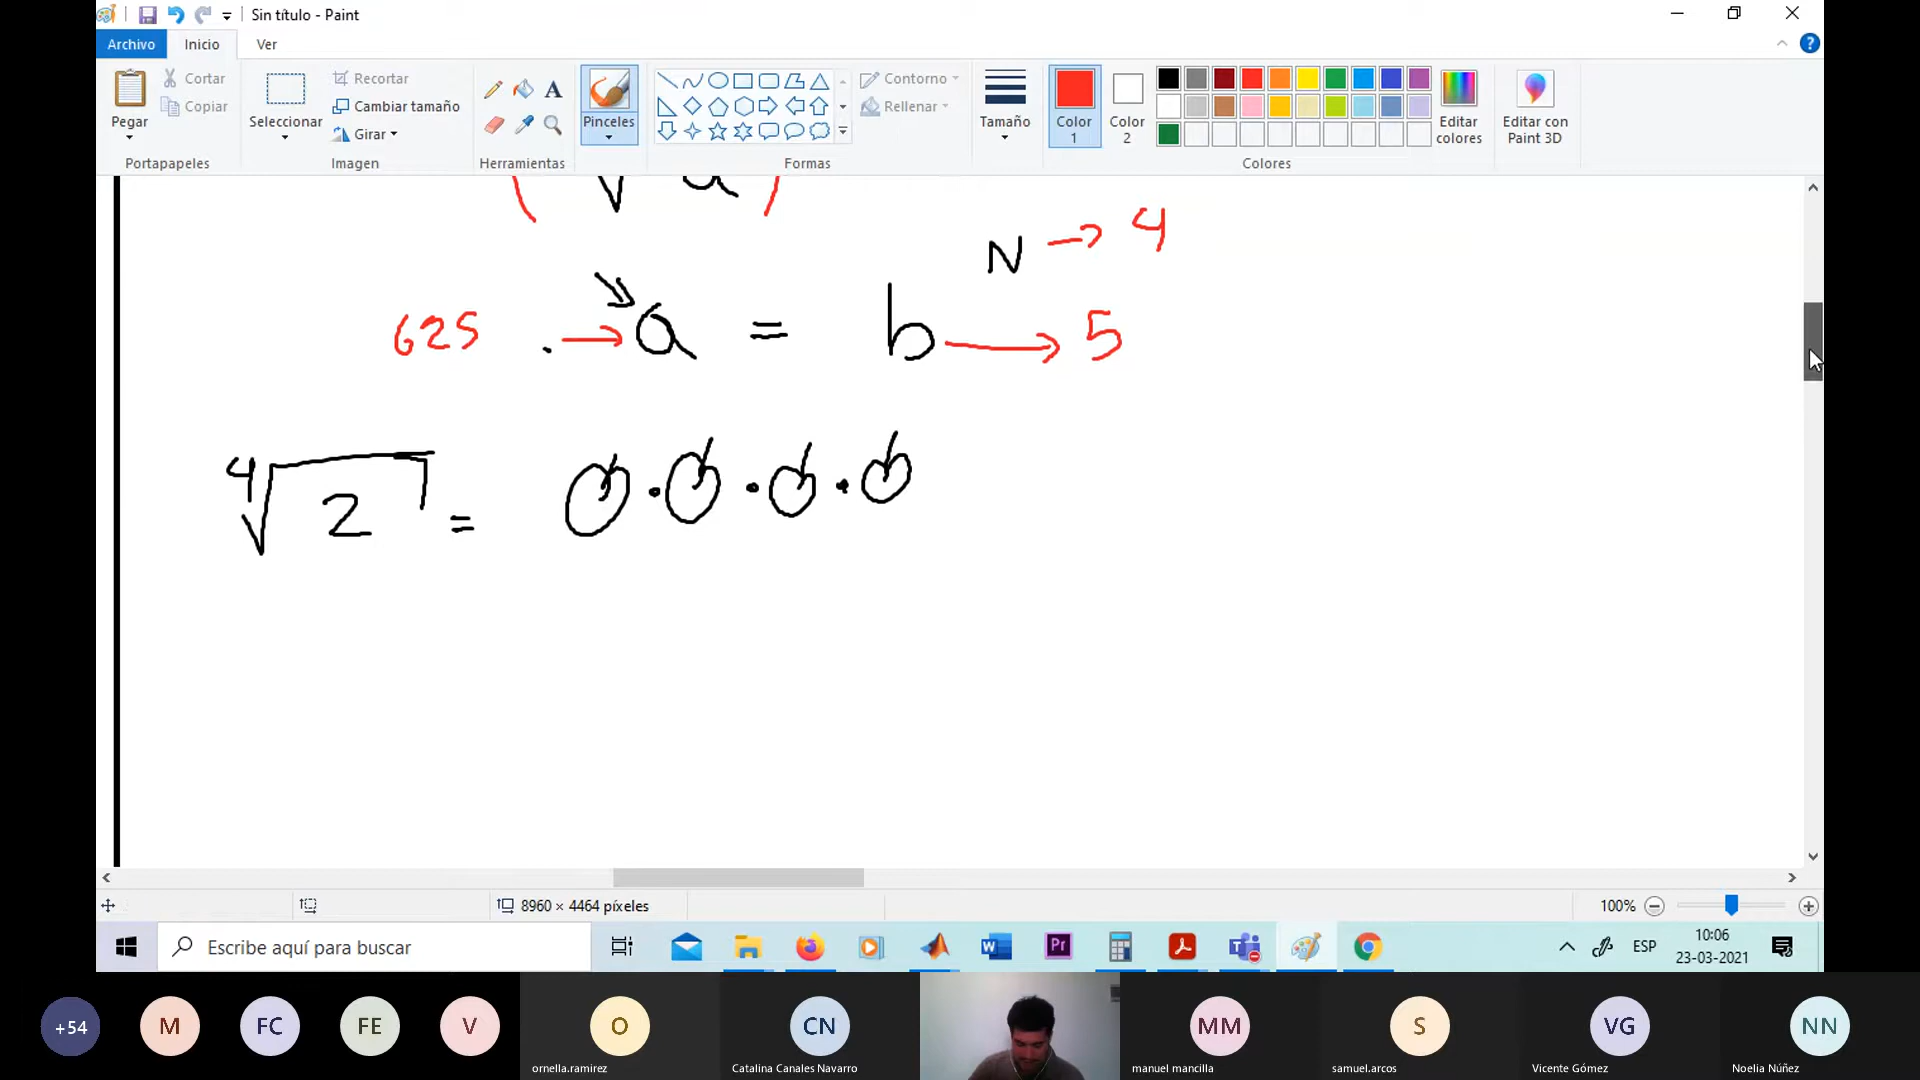 Sin título - Paint
Archivo Inicio Ver
Pegar
Cortar
Copiar
Portapapeles
Seleccionar
Recortar
Cambiar tamaño
Girar
Imagen
A
Herramientas
Pinceles
Formas
Contorno
Rellenar
Tamaño
Color 1
Color 2
Editar colores
Editar con Paint 3D
Colores
( √ a )
N → 4
625 . → a = b → 5
4√2 =
8960 × 4464 píxeles
100%
Escribe aquí para buscar
Pr
ESP
10:06
23-03-2021
+54 M FC FE V O CN MM S VG NN
ornella.ramirez Catalina Canales Navarro manuel mancilla samuel.arcos Vicente Gómez Noelia Núñez